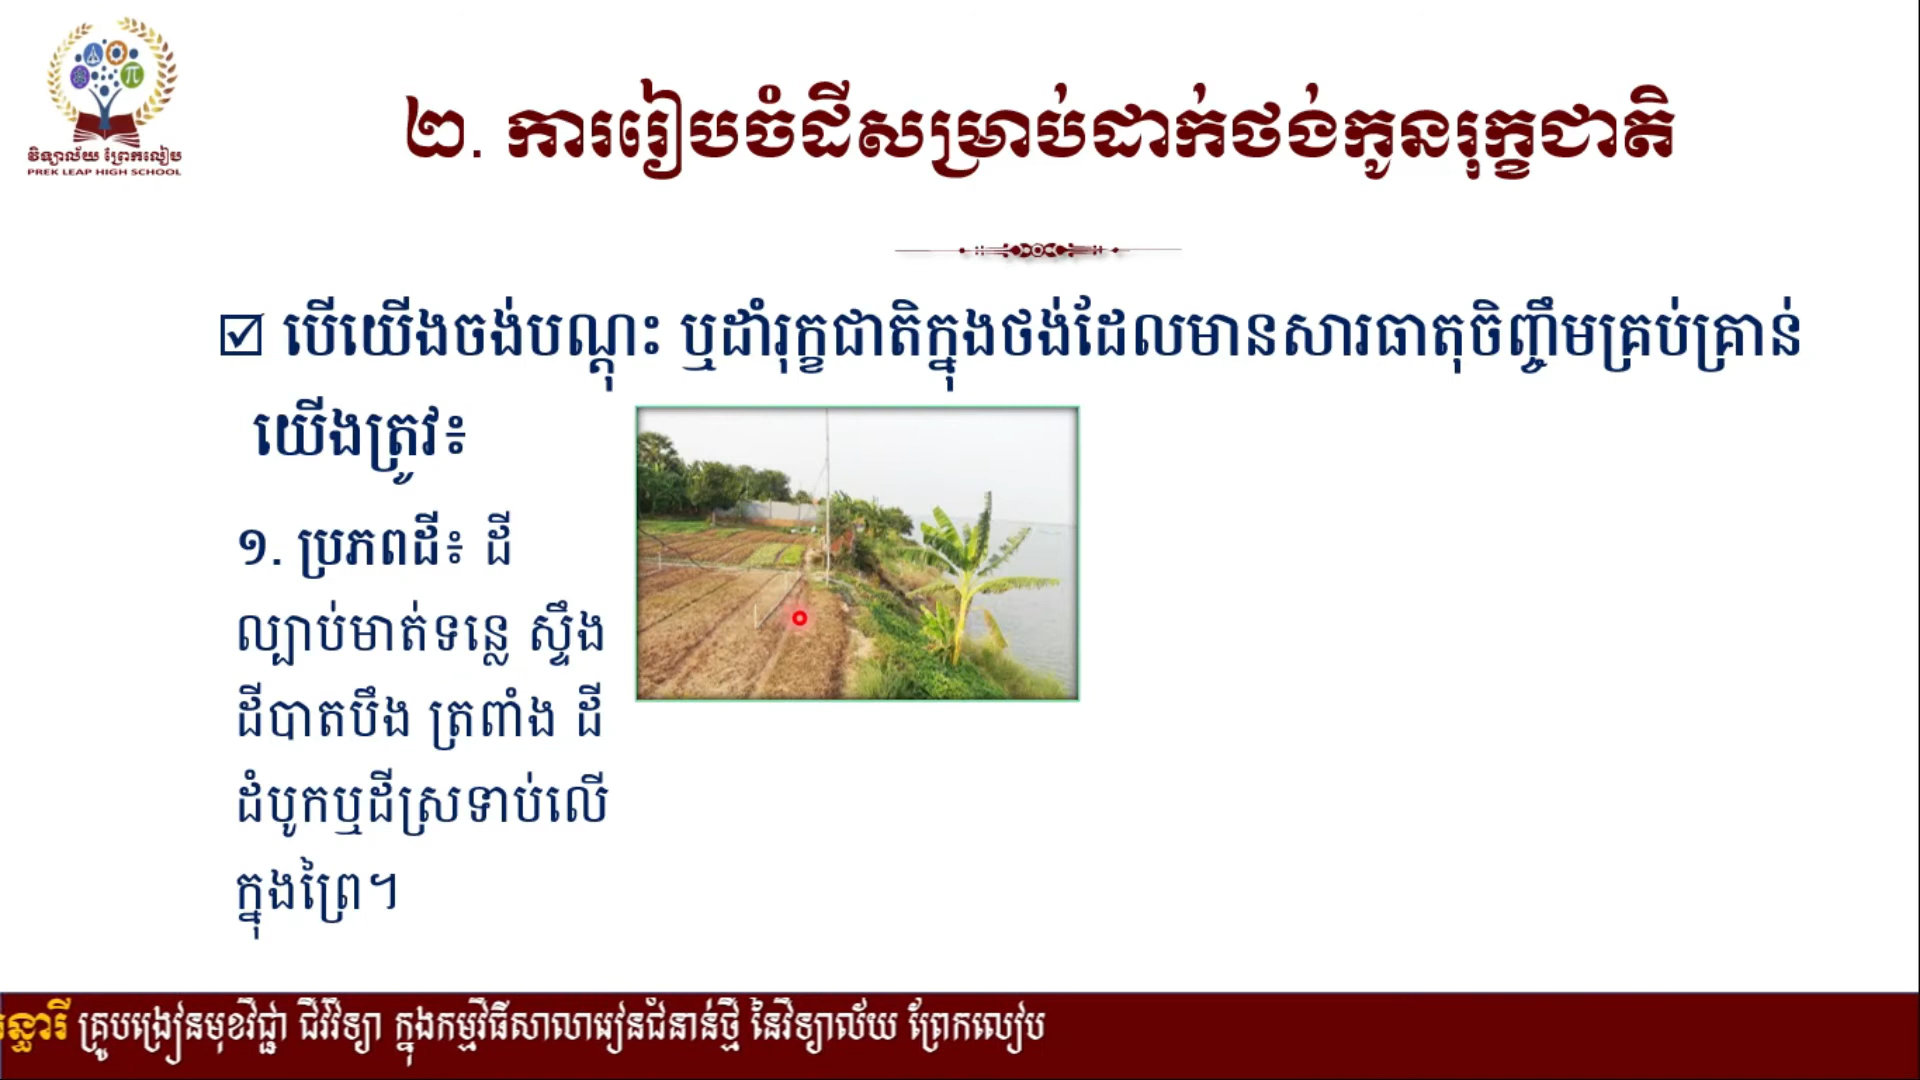 វិទ្យាល័យ ព្រែកលៀប
PREK LEAP HIGH SCHOOL
២. ការរៀបចំដីសម្រាប់ដាក់ថង់កូនរុក្ខជាតិ
☑ បើយើងចង់បណ្តុះ ឬដាំរុក្ខជាតិក្នុងថង់ដែលមានសារធាតុចិញ្ចឹមគ្រប់គ្រាន់
យើងត្រូវ៖
១. ប្រភពដី៖ ដី
ល្បាប់មាត់ទន្លេ ស្ទឹង
ដីបាតបឹង ត្រពាំង ដី
ដំបូកឬដីស្រទាប់លើ
ក្នុងព្រៃ។
គ្រូបង្រៀនមុខវិជ្ជា ជីវវិទ្យា ក្នុងកម្មវិធីសាលារៀនជំនាន់ថ្មី នៃវិទ្យាល័យ ព្រែកលៀប